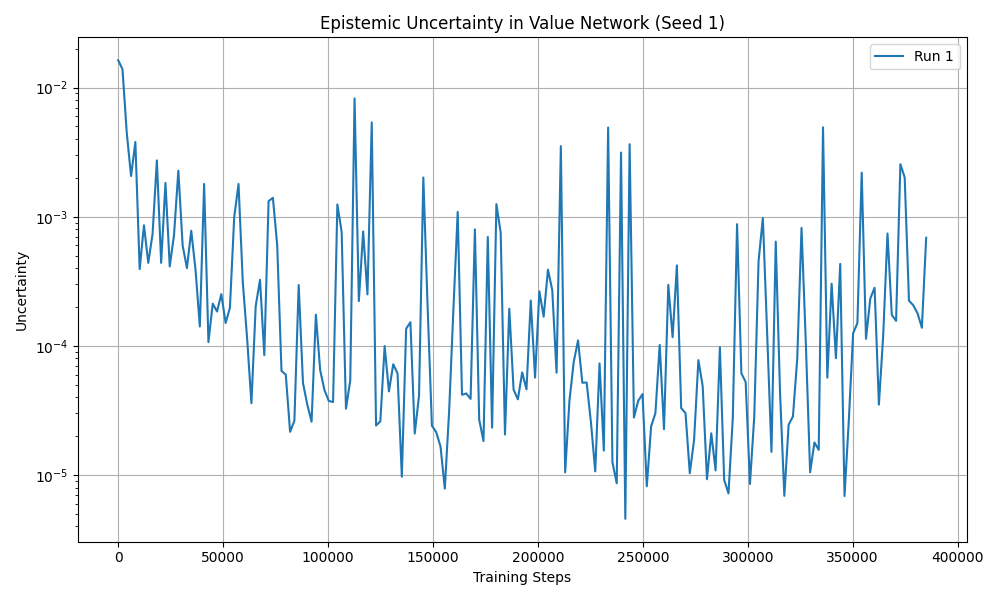 Epistemic Uncertainty in Value Network (Seed 1)
Run 1
Uncertainty
10⁻²
10⁻³
10⁻⁴
10⁻⁵
0 50000 100000 150000 200000 250000 300000 350000 400000
Training Steps